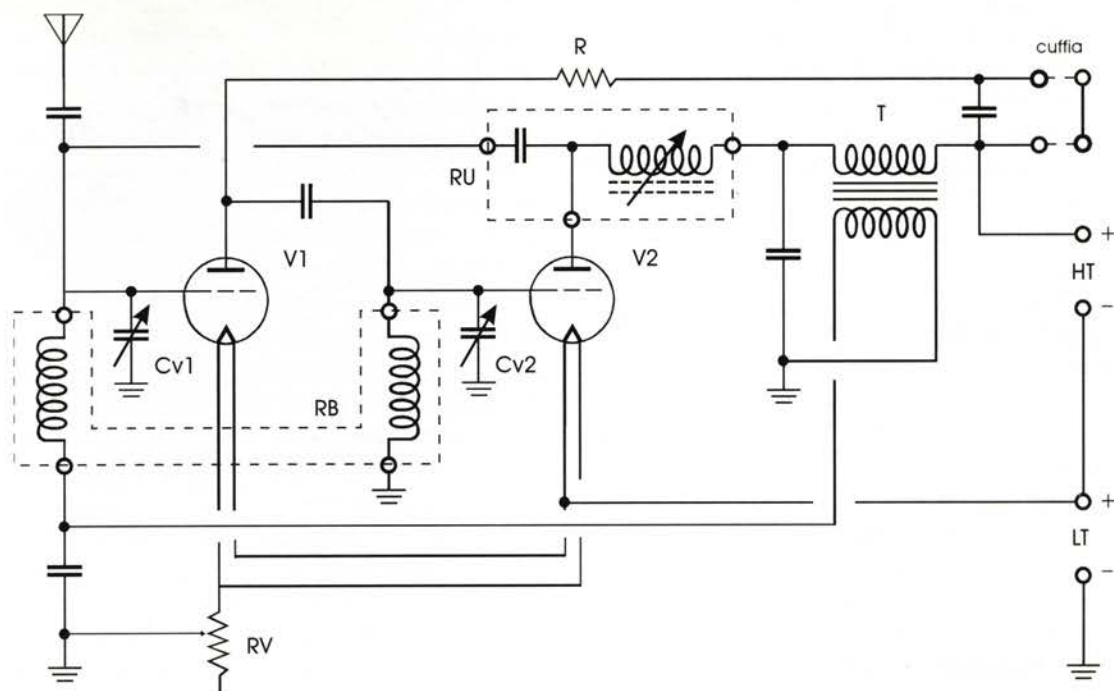 R
cuffia
T
RU
V1
V2
+
HT
-
Cv1
Cv2
RB
+
LT
-
RV